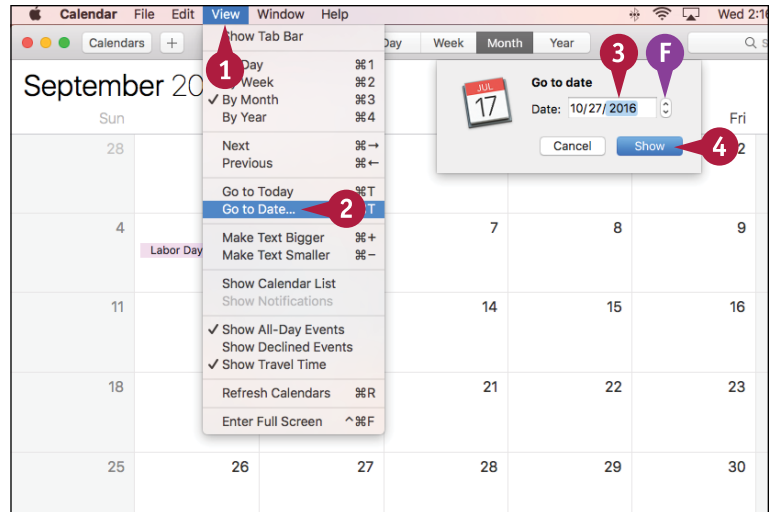 Calendar File Edit View Window Help Wed 2:16
Calendars + Day Week Month Year
September 20
Sun Fri
28 2
4 7 8 9
Labor Day
11 14 15 16
18 21 22 23
25 26 27 28 29 30
Show Tab Bar
Day ⌘1
Week ⌘2
✓ By Month ⌘3
By Year ⌘4
Next ⌘→
Previous ⌘←
Go to Today ⌘T
Go to Date... T
Make Text Bigger ⌘+
Make Text Smaller ⌘−
Show Calendar List
Show Notifications
✓ Show All-Day Events
Show Declined Events
✓ Show Travel Time
Refresh Calendars ⌘R
Enter Full Screen ^⌘F
JUL
17
Go to date
Date: 10/27/2016
Cancel Show
1
2
3
F
4